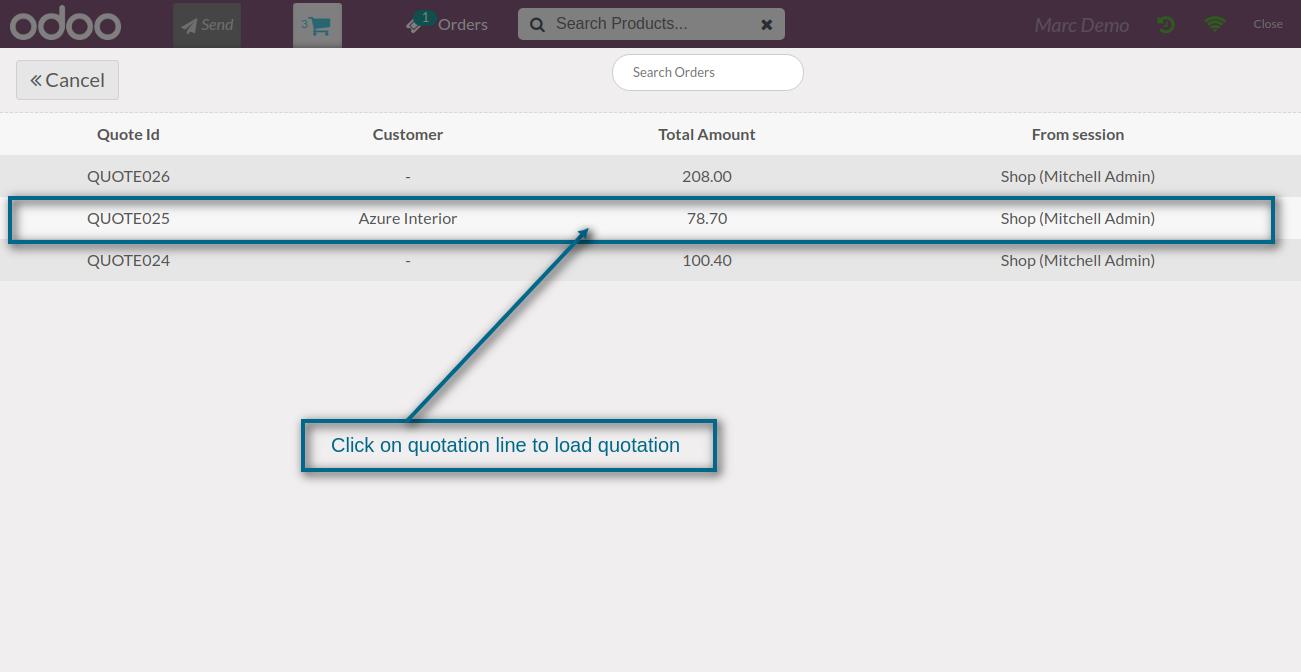 odoo Send 3 1 Orders Search Products... Marc Demo Close
Cancel Search Orders
Quote Id Customer Total Amount From session
QUOTE026 - 208.00 Shop (Mitchell Admin)
QUOTE025 Azure Interior 78.70 Shop (Mitchell Admin)
QUOTE024 - 100.40 Shop (Mitchell Admin)
Click on quotation line to load quotation